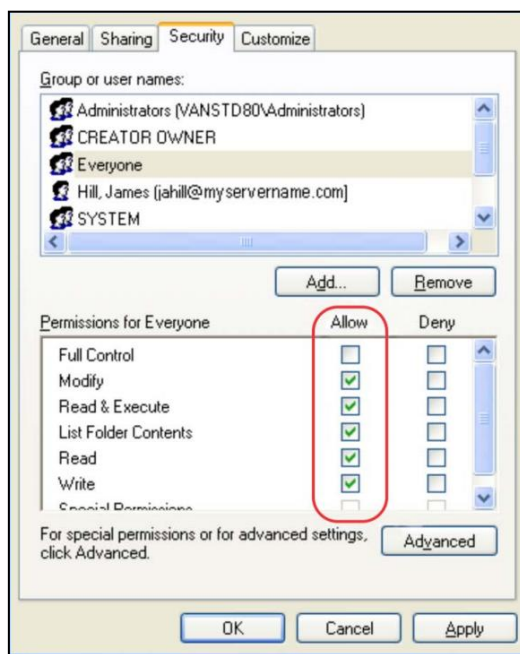 General Sharing Security Customize
Group or user names:
Administrators (VANSTD80\Administrators)
CREATOR OWNER
Everyone
Hill, James (jahill@myservername.com]
SYSTEM
Add... Remove
Permissions for Everyone Allow Deny
Full Control
Modify
Read & Execute
List Folder Contents
Read
Write
Special Permissions
For special permissions or for advanced settings,
click Advanced.
Advanced
OK Cancel Apply